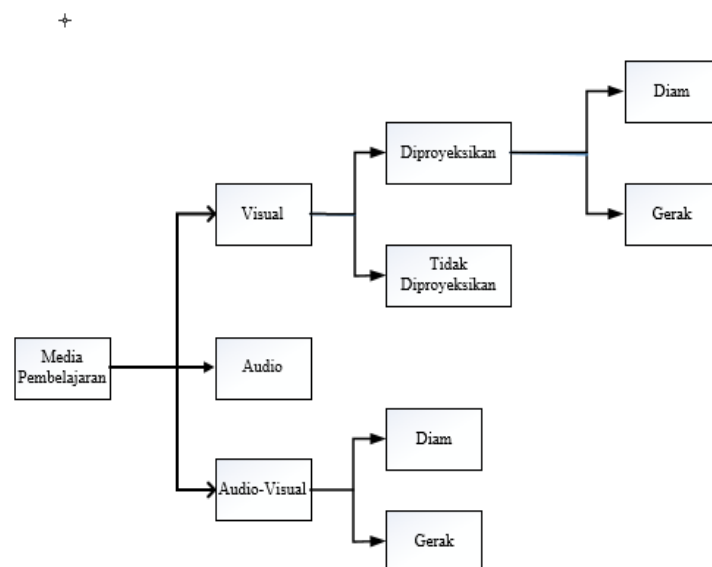 Diam
Diproyeksikan
Visual
Gerak
Tidak
Diproyeksikan
Media
Pembelajaran
Audio
Diam
Audio-Visual
Gerak